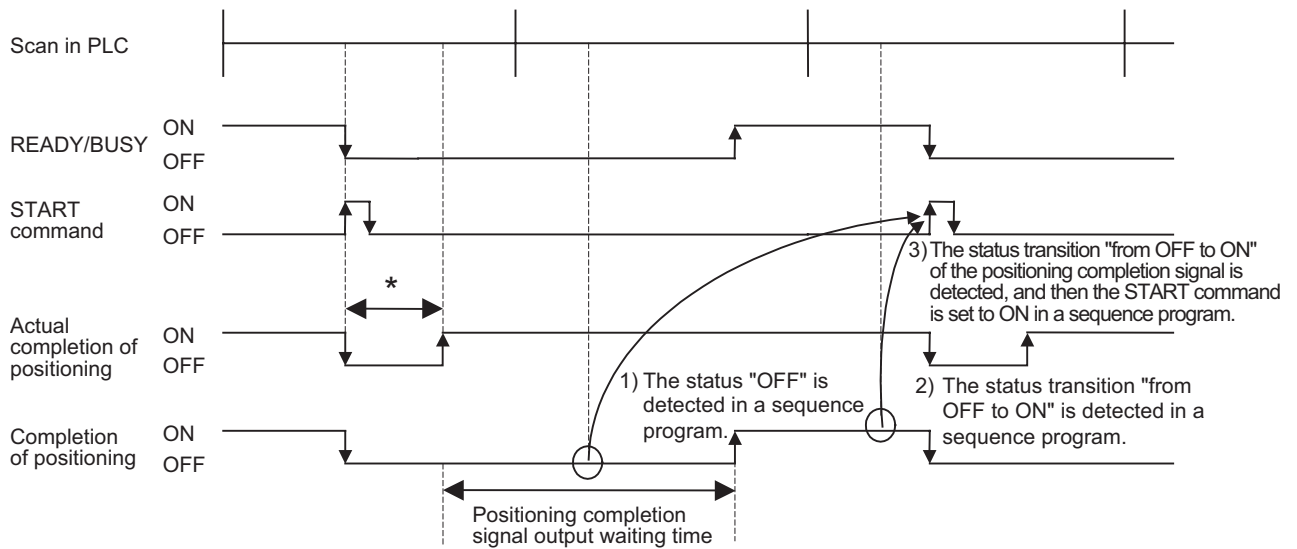 Scan in PLC
READY/BUSY
ON
OFF
START
command
ON
OFF
3) The status transition "from OFF to ON"
of the positioning completion signal is
detected, and then the START command
is set to ON in a sequence program.
*
Actual
completion of
positioning
ON
OFF
1) The status "OFF" is
detected in a sequence
program.
2) The status transition "from
OFF to ON" is detected in a
sequence program.
Completion
of positioning
ON
OFF
Positioning completion
signal output waiting time